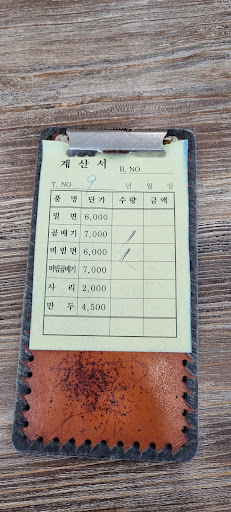 계산서 B. NO
T. NO 9 년 월 일
품 명 단가 수량 금액
밀 면 6,000
곱배기 7,000 /
비빔면 6,000 /
비빔곱배기 7,000
사 리 2,000
만 두 4,500